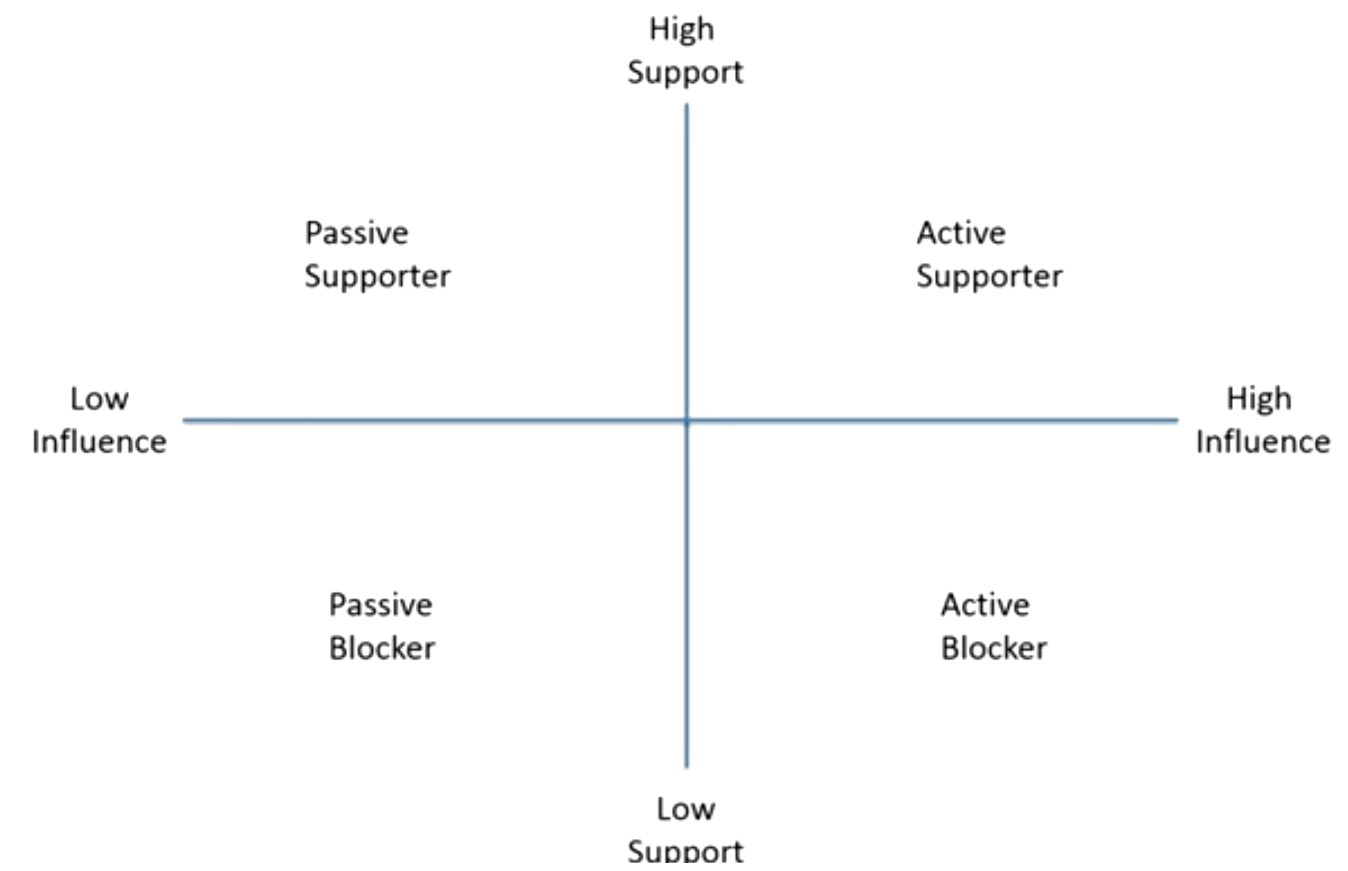 High
Support
Passive
Supporter
Active
Supporter
Low
Influence
High
Influence
Passive
Blocker
Active
Blocker
Low
Support